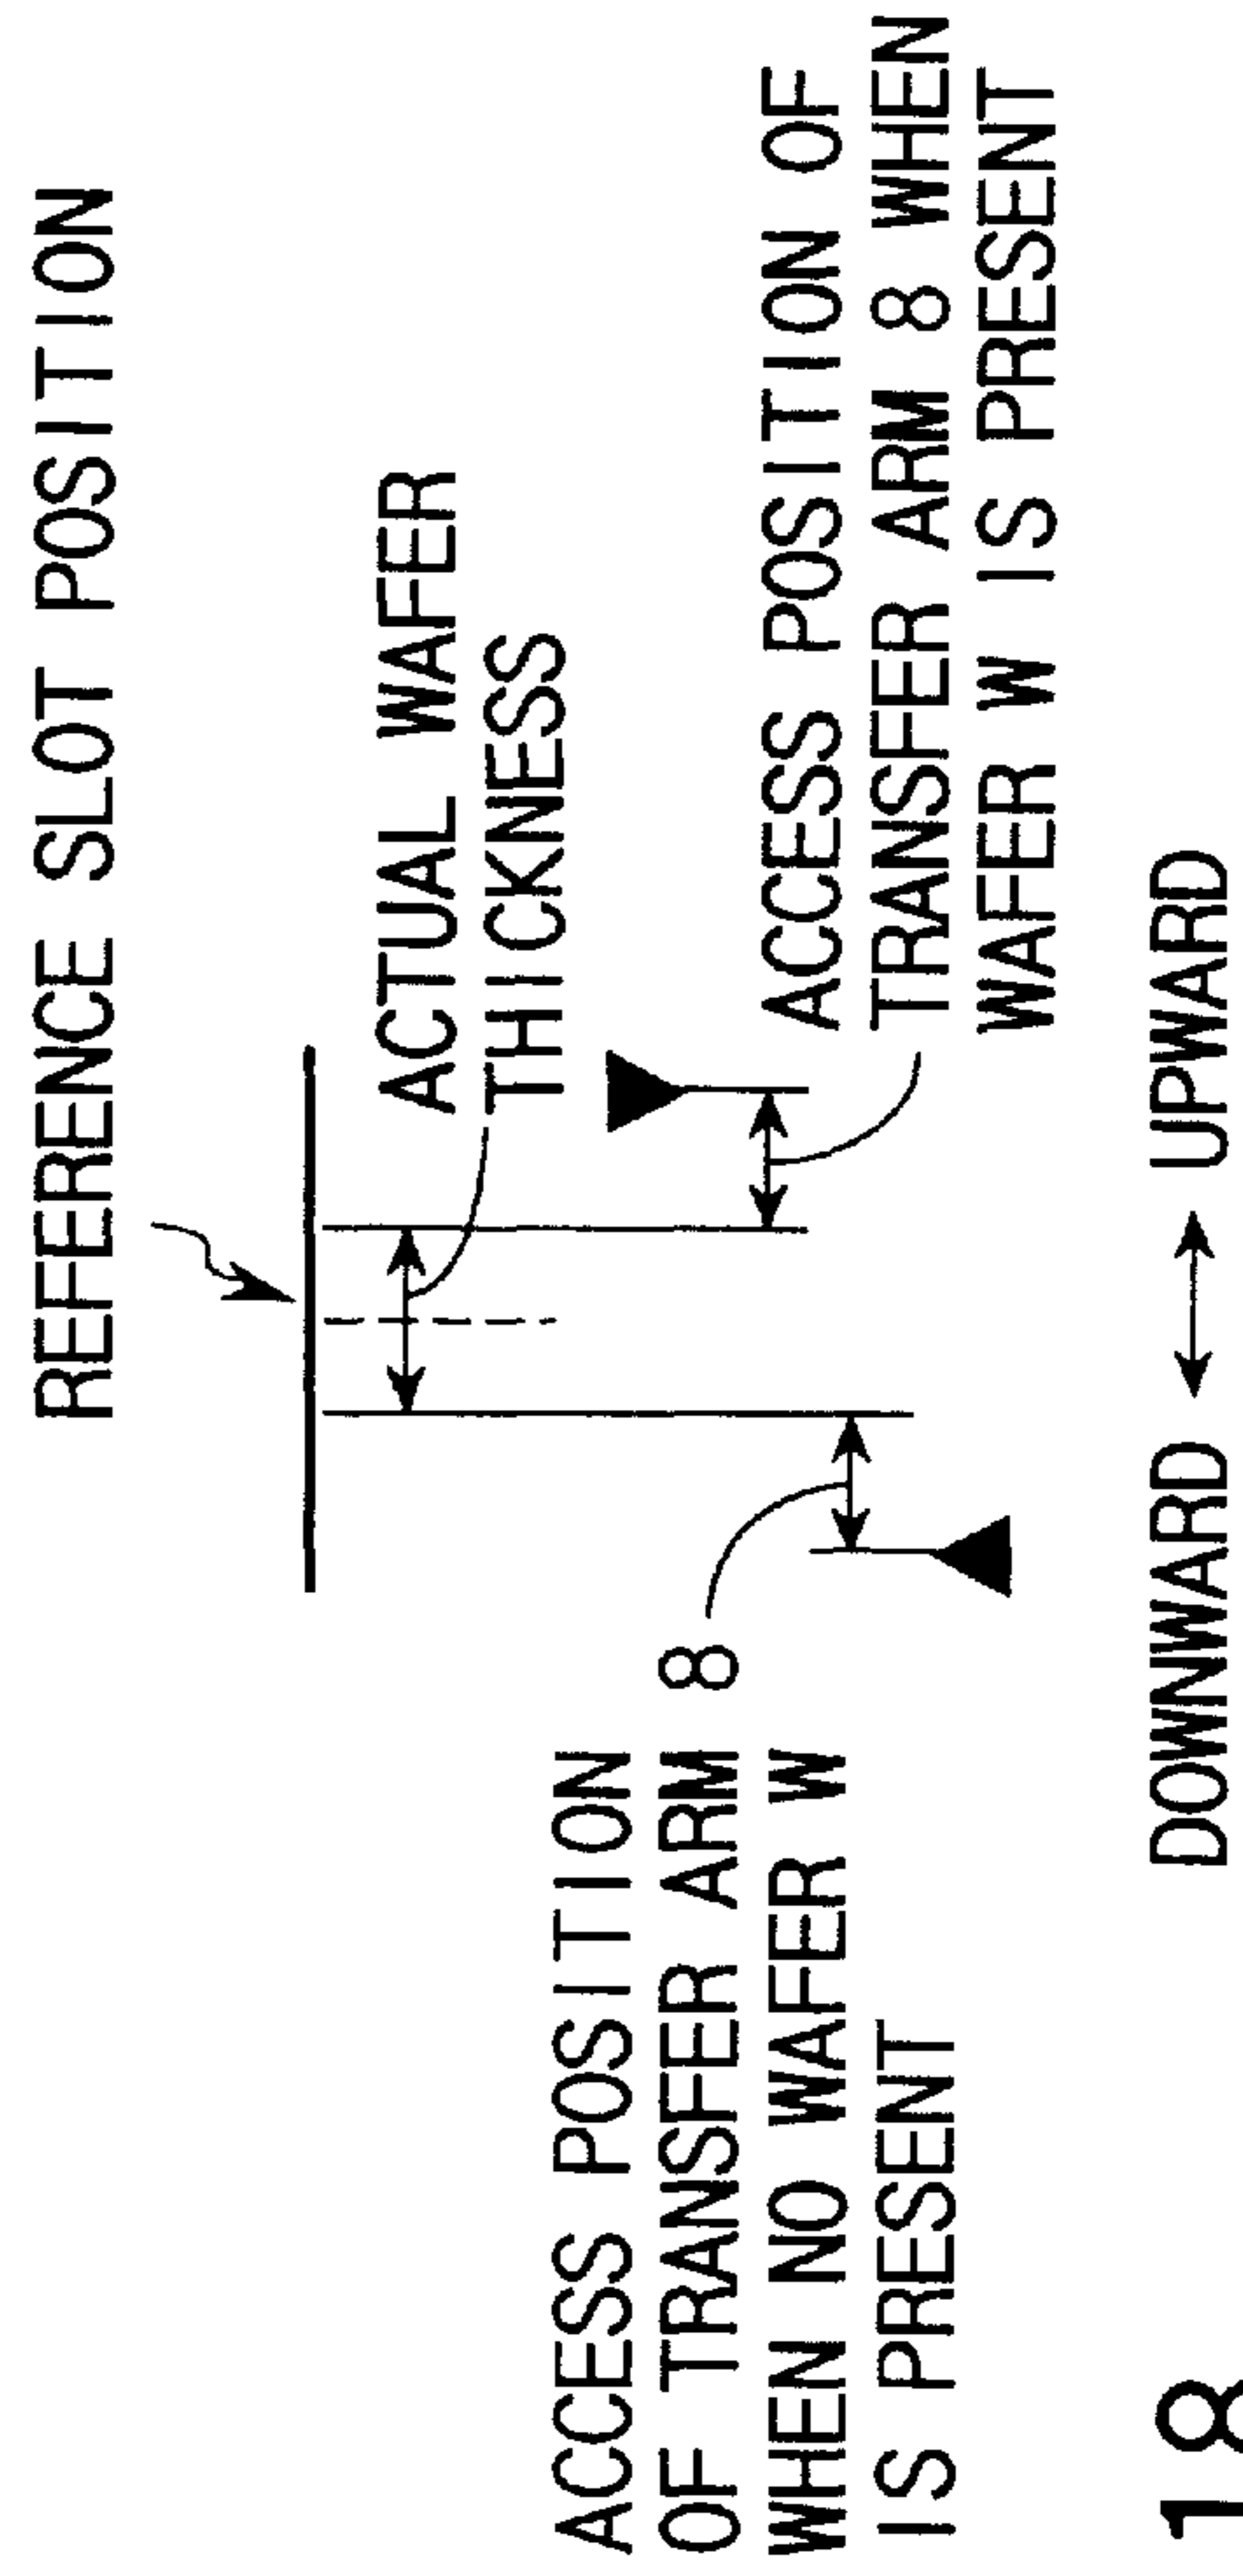 REFERENCE SLOT POSITION
ACTUAL WAFER
THICKNESS
ACCESS POSITION
OF TRANSFER ARM 8
WHEN NO WAFER W
IS PRESENT
ACCESS POSITION OF
TRANSFER ARM 8 WHEN
WAFER W IS PRESENT
DOWNWARD UPWARD
18